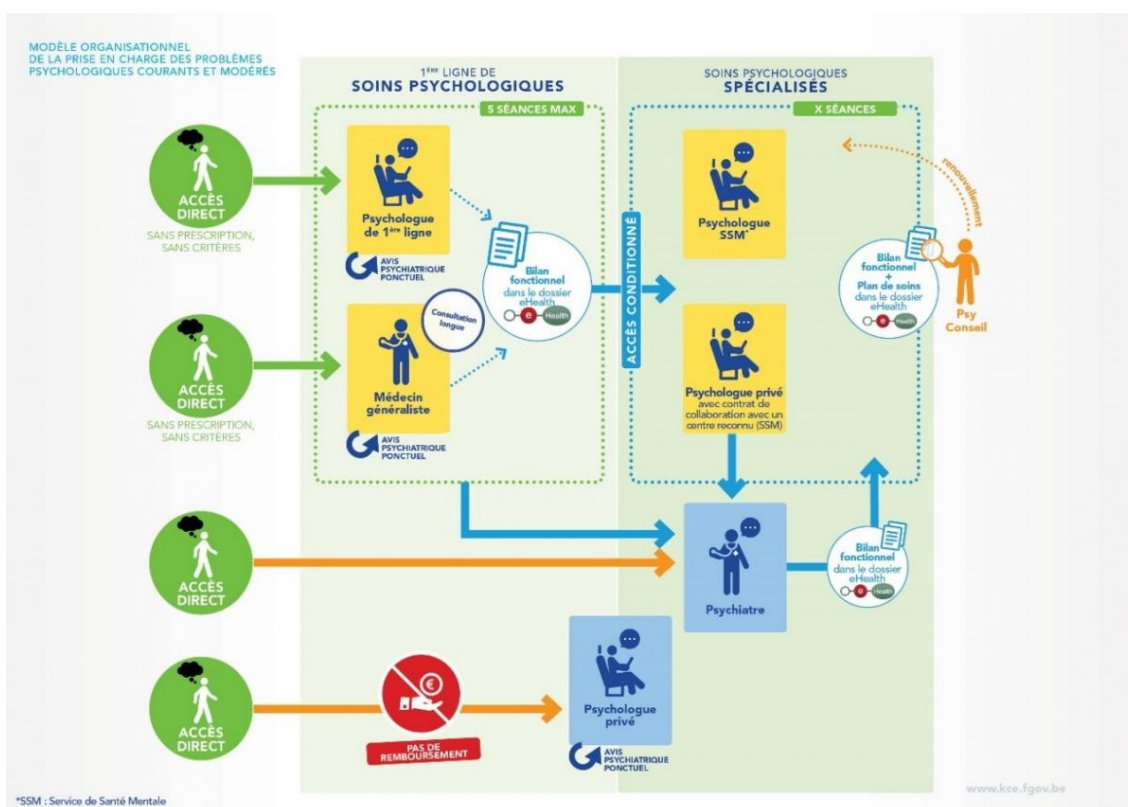 MODÈLE ORGANISATIONNEL
DE LA PRISE EN CHARGE DES PROBLÈMES
PSYCHOLOGIQUES COURANTS ET MODÉRÉS
1ÈRE LIGNE DE
SOINS PSYCHOLOGIQUES
5 SÉANCES MAX
SOINS PSYCHOLOGIQUES
SPÉCIALISÉS
X SÉANCES
ACCÈS
DIRECT
SANS PRESCRIPTION,
SANS CRITÈRES
Psychologue
de 1ère ligne
AVIS
PSYCHIATRIQUE
PONCTUEL
Bilan
fonctionnel
dans le dossier
eHealth
e Health
ACCÈS CONDITIONNÉ
Psychologue
SSM*
renouvellement
Bilan
fonctionnel
+
Plan de soins
dans le dossier
eHealth
e Health
Psy
Conseil
ACCÈS
DIRECT
SANS PRESCRIPTION,
SANS CRITÈRES
Consultation
longue
Médecin
généraliste
AVIS
PSYCHIATRIQUE
PONCTUEL
Psychologue privé
avec contrat de
collaboration avec un
centre reconnu (SSM)
ACCÈS
DIRECT
Psychiatre
Bilan
fonctionnel
dans le dossier
eHealth
e Health
ACCÈS
DIRECT
€
PAS DE
REMBOURSEMENT
Psychologue
privé
AVIS
PSYCHIATRIQUE
PONCTUEL
*SSM : Service de Santé Mentale
www.kce.fgov.be